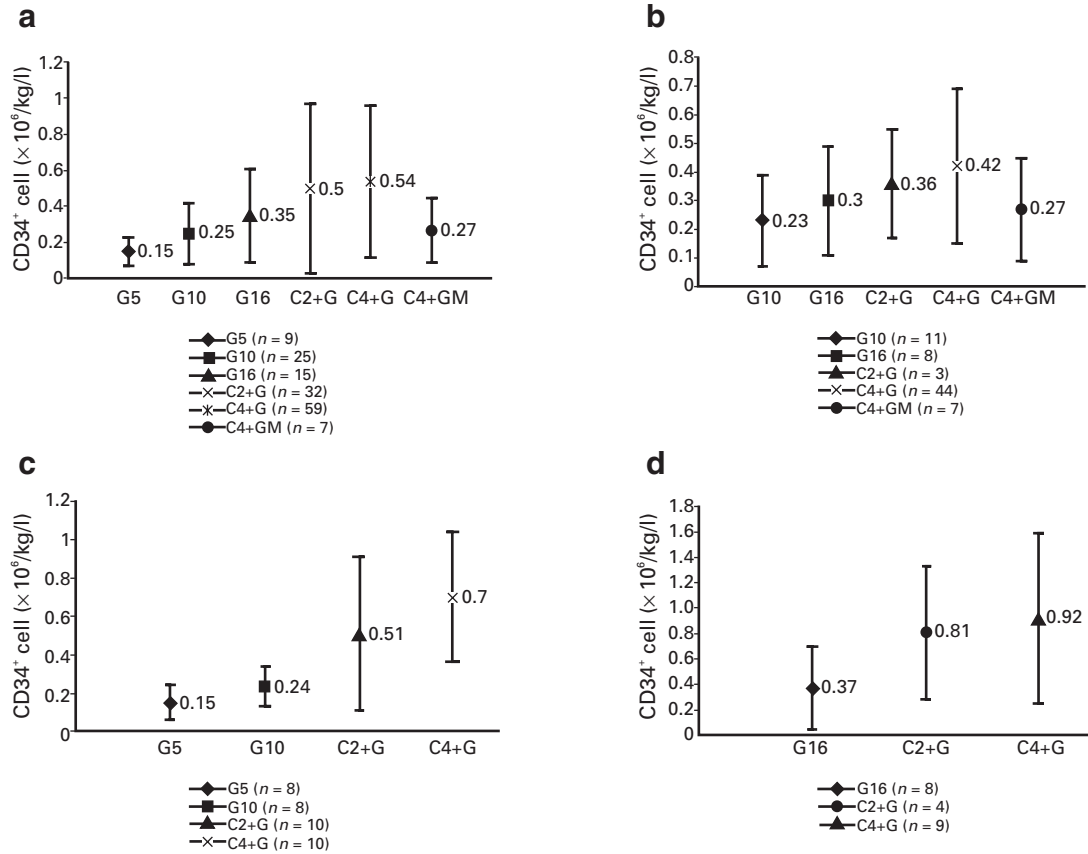 a
CD34⁺ cell (× 10⁶/kg/l)
1.2
1
0.8
0.6
0.4
0.2
0
0.15
0.25
0.35
0.5
0.54
0.27
G5 G10 G16 C2+G C4+G C4+GM
G5 (n = 9)
G10 (n = 25)
G16 (n = 15)
C2+G (n = 32)
C4+G (n = 59)
C4+GM (n = 7)
b
CD34⁺ cell (× 10⁶/kg/l)
0.8
0.7
0.6
0.5
0.4
0.3
0.2
0.1
0
0.23
0.3
0.36
0.42
0.27
G10 G16 C2+G C4+G C4+GM
G10 (n = 11)
G16 (n = 8)
C2+G (n = 3)
C4+G (n = 44)
C4+GM (n = 7)
c
CD34⁺ cell (× 10⁶/kg/l)
1.2
1
0.8
0.6
0.4
0.2
0
0.15
0.24
0.51
0.7
G5 G10 C2+G C4+G
G5 (n = 8)
G10 (n = 8)
C2+G (n = 10)
C4+G (n = 10)
d
CD34⁺ cell (× 10⁶/kg/l)
1.8
1.6
1.4
1.2
1.0
0.8
0.6
0.4
0.2
0
0.37
0.81
0.92
G16 C2+G C4+G
G16 (n = 8)
C2+G (n = 4)
C4+G (n = 9)